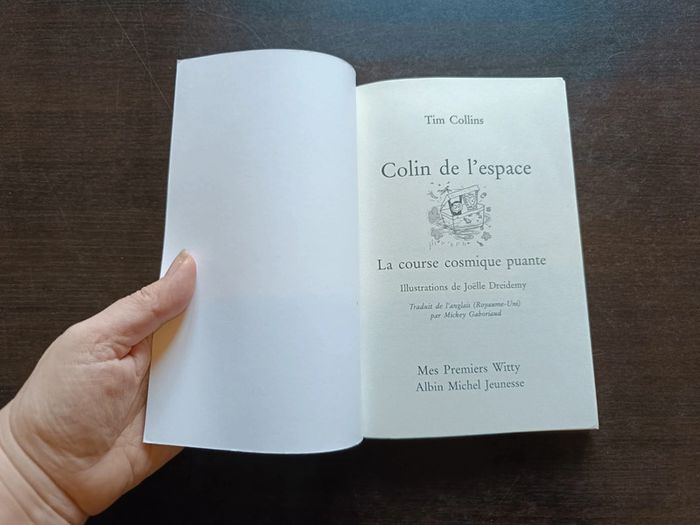 Tim Collins
Colin de l'espace
La course cosmique puante
Illustrations de Joëlle Dreidemy
Traduit de l'anglais (Royaume-Uni)
par Mickey Gaboriaud
Mes Premiers Witty
Albin Michel Jeunesse